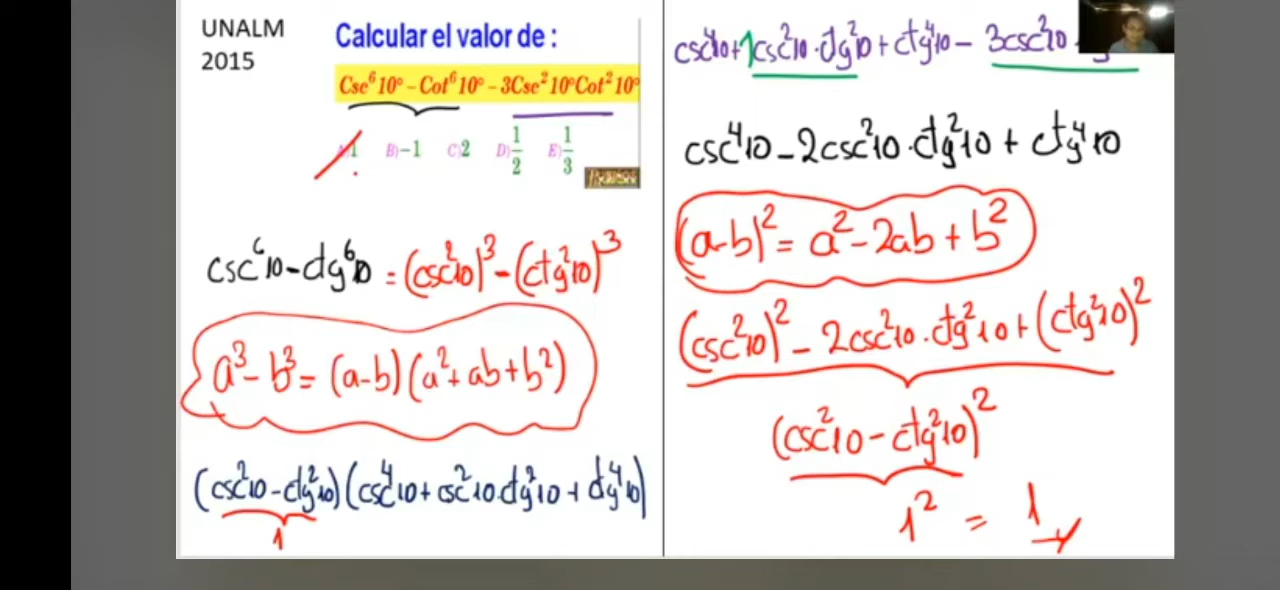 UNALM
2015
Calcular el valor de :
Csc⁶10° - Cot⁶10° - 3Csc²10°Cot²10°
A)1 B)-1 C)2 D)1/2 E)1/3
csc⁶10 - ctg⁶10 = (csc²10)³ - (ctg²10)³
a³ - b³ = (a-b)(a² + ab + b²)
(csc²10 - ctg²10)(csc⁴10 + csc²10.ctg²10 + ctg⁴10)
1
csc⁴10 + 1csc²10.ctg²10 + ctg⁴10 - 3csc²10
csc⁴10 - 2csc²10.ctg²10 + ctg⁴10
(a-b)² = a² - 2ab + b²
(csc²10)² - 2csc²10.ctg²10 + (ctg²10)²
(csc²10 - ctg²10)²
1² = 1